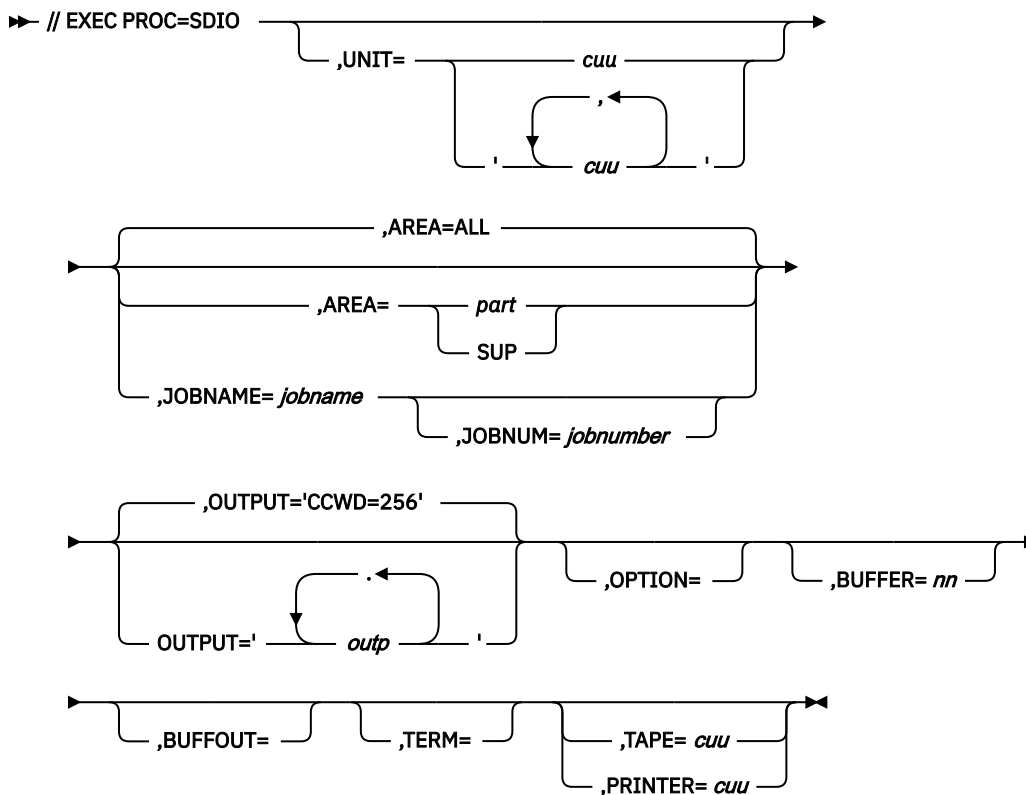 // EXEC PROC=SDIO
,UNIT= cuu
,
' cuu '
,AREA=ALL
,AREA= part
SUP
,JOBNAME= jobname
,JOBNUM= jobnumber
,OUTPUT='CCWD=256'
.
,OPTION= ,BUFFER= nn
OUTPUT=' outp '
,BUFFOUT= ,TERM= ,TAPE= cuu
,PRINTER= cuu